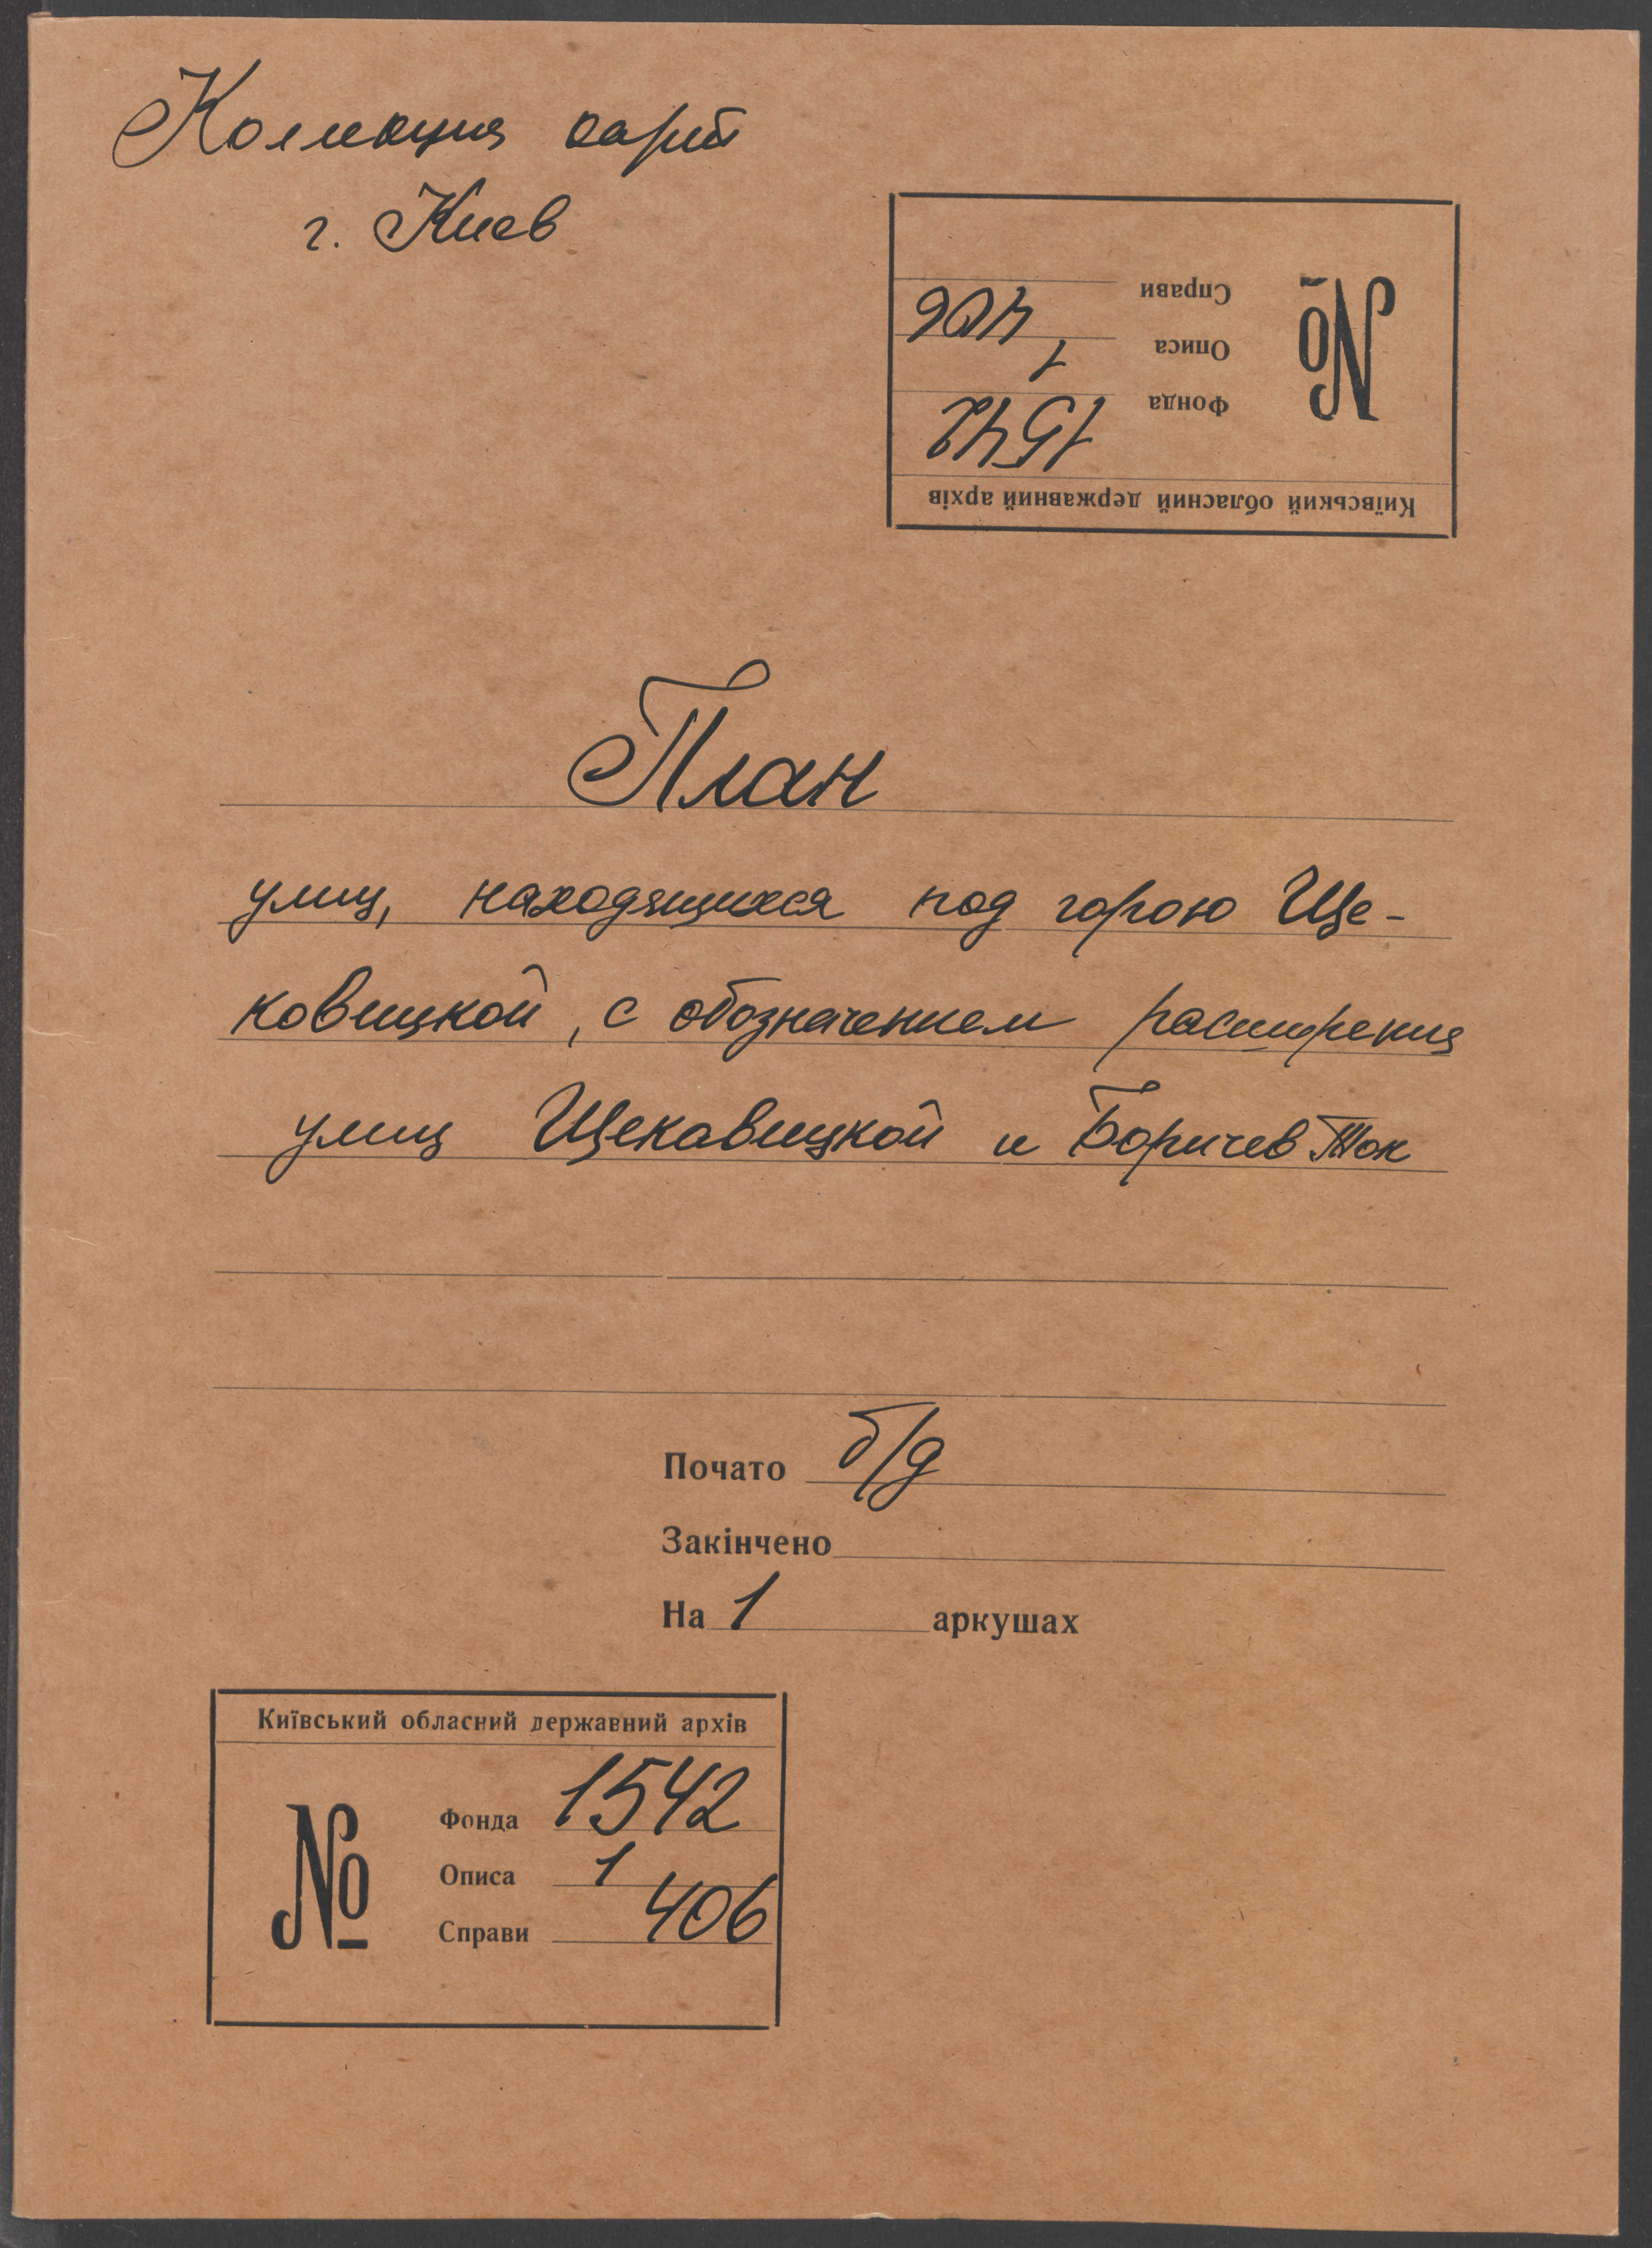 Коллекция карт
г. Киев
Київський обласний державний архів
№
Фонда 1542
Описа 1
Справи 406
План
улиц, находящихся под горою Ще-
ковицкой, с обозначением расширения
улиц Щекавицкой и Боричев Ток
Почато б/д
Закінчено
На 1 аркушах
Київський обласний державний архів
№
Фонда 1542
Описа 1
Справи 406